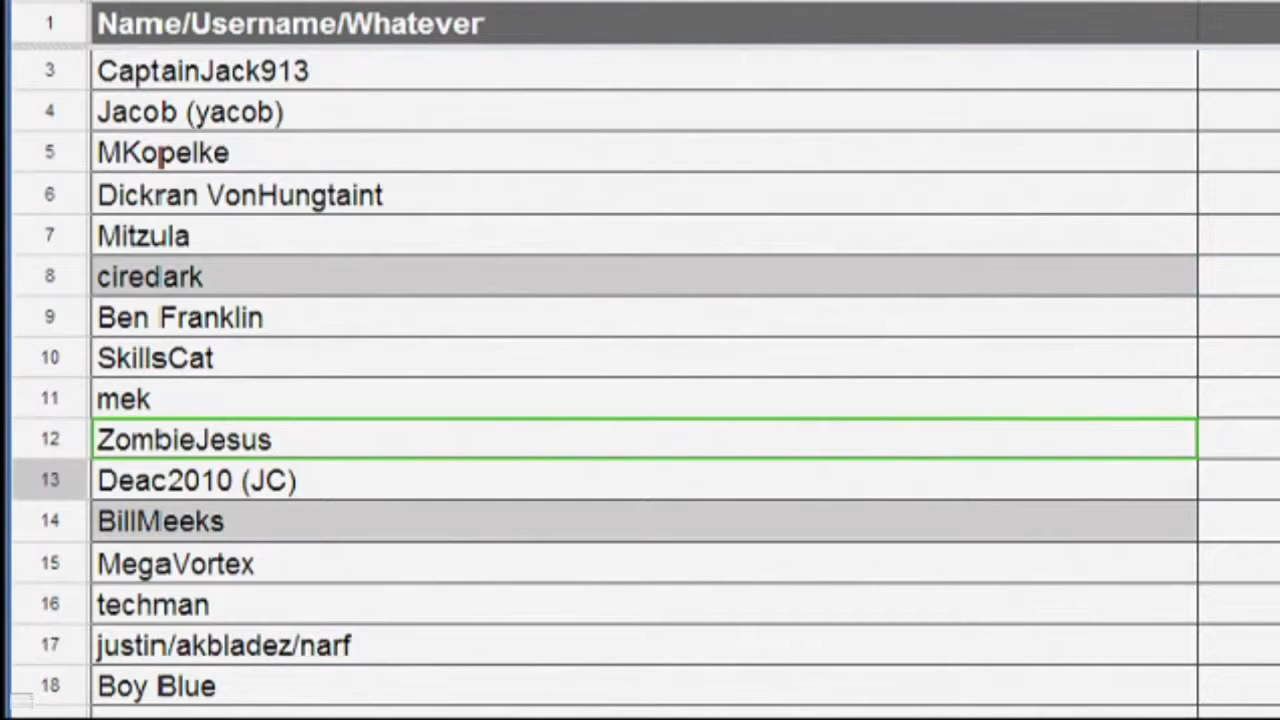 1 Name/Username/Whatever
3 CaptainJack913
4 Jacob (yacob)
5 MKopelke
6 Dickran VonHungtaint
7 Mitzula
8 ciredark
9 Ben Franklin
10 SkillsCat
11 mek
12 ZombieJesus
13 Deac2010 (JC)
14 BillMeeks
15 MegaVortex
16 techman
17 justin/akbladez/narf
18 Boy Blue